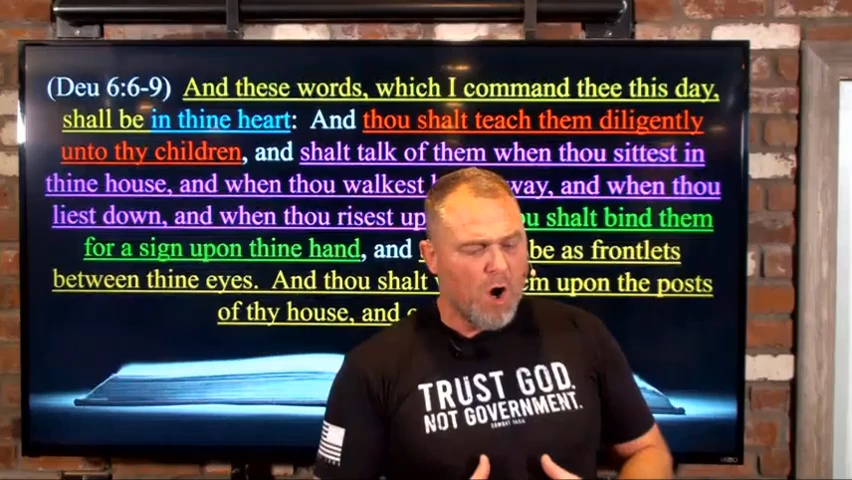 (Deu 6:6-9) And these words, which I command thee this day,
shall be in thine heart: And thou shalt teach them diligently
unto thy children, and shalt talk of them when thou sittest in
thine house, and when thou walkest way, and when thou
liest down, and when thou risest up shalt bind them
for a sign upon thine hand, and be as frontlets
between thine eyes. And thou shalt upon the posts
of thy house, and
TRUST GOD.
NOT GOVERNMENT.